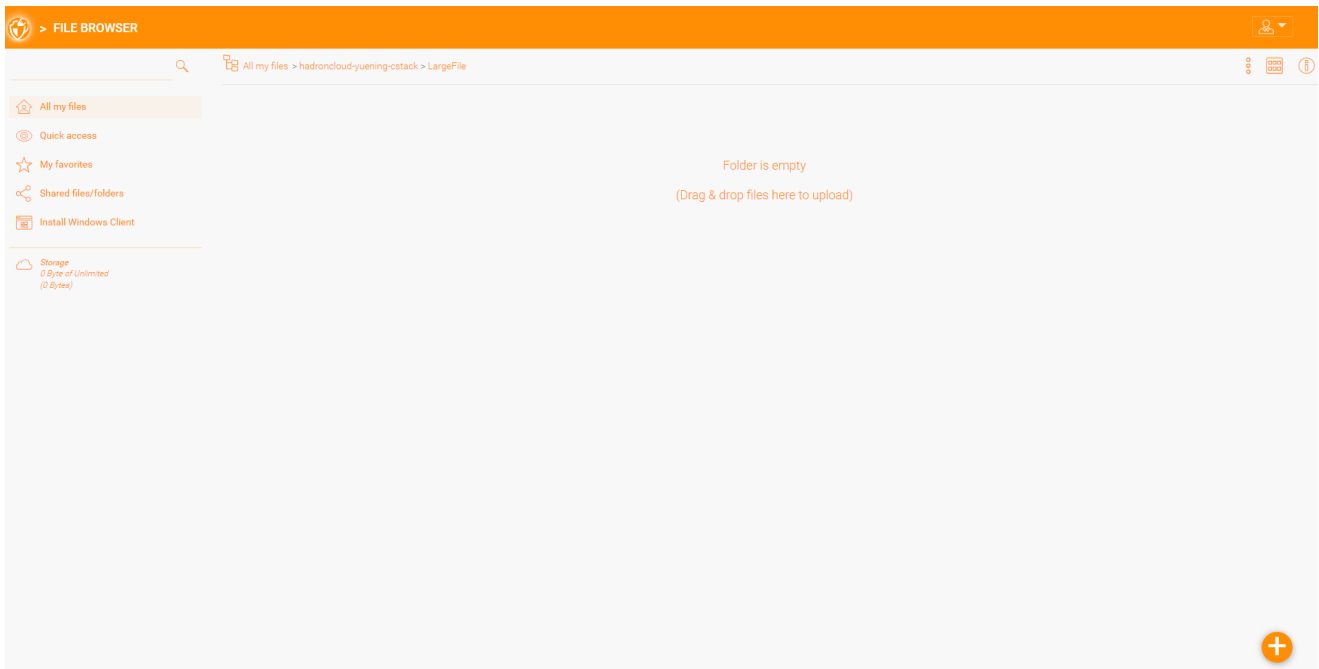 > FILE BROWSER
All my files > hadroncloud-yuening-cstack > LargeFile
All my files
Quick access
My favorites
Shared files/folders
Install Windows Client
Storage
0 Byte of Unlimited
(0 Bytes)
Folder is empty
(Drag & drop files here to upload)